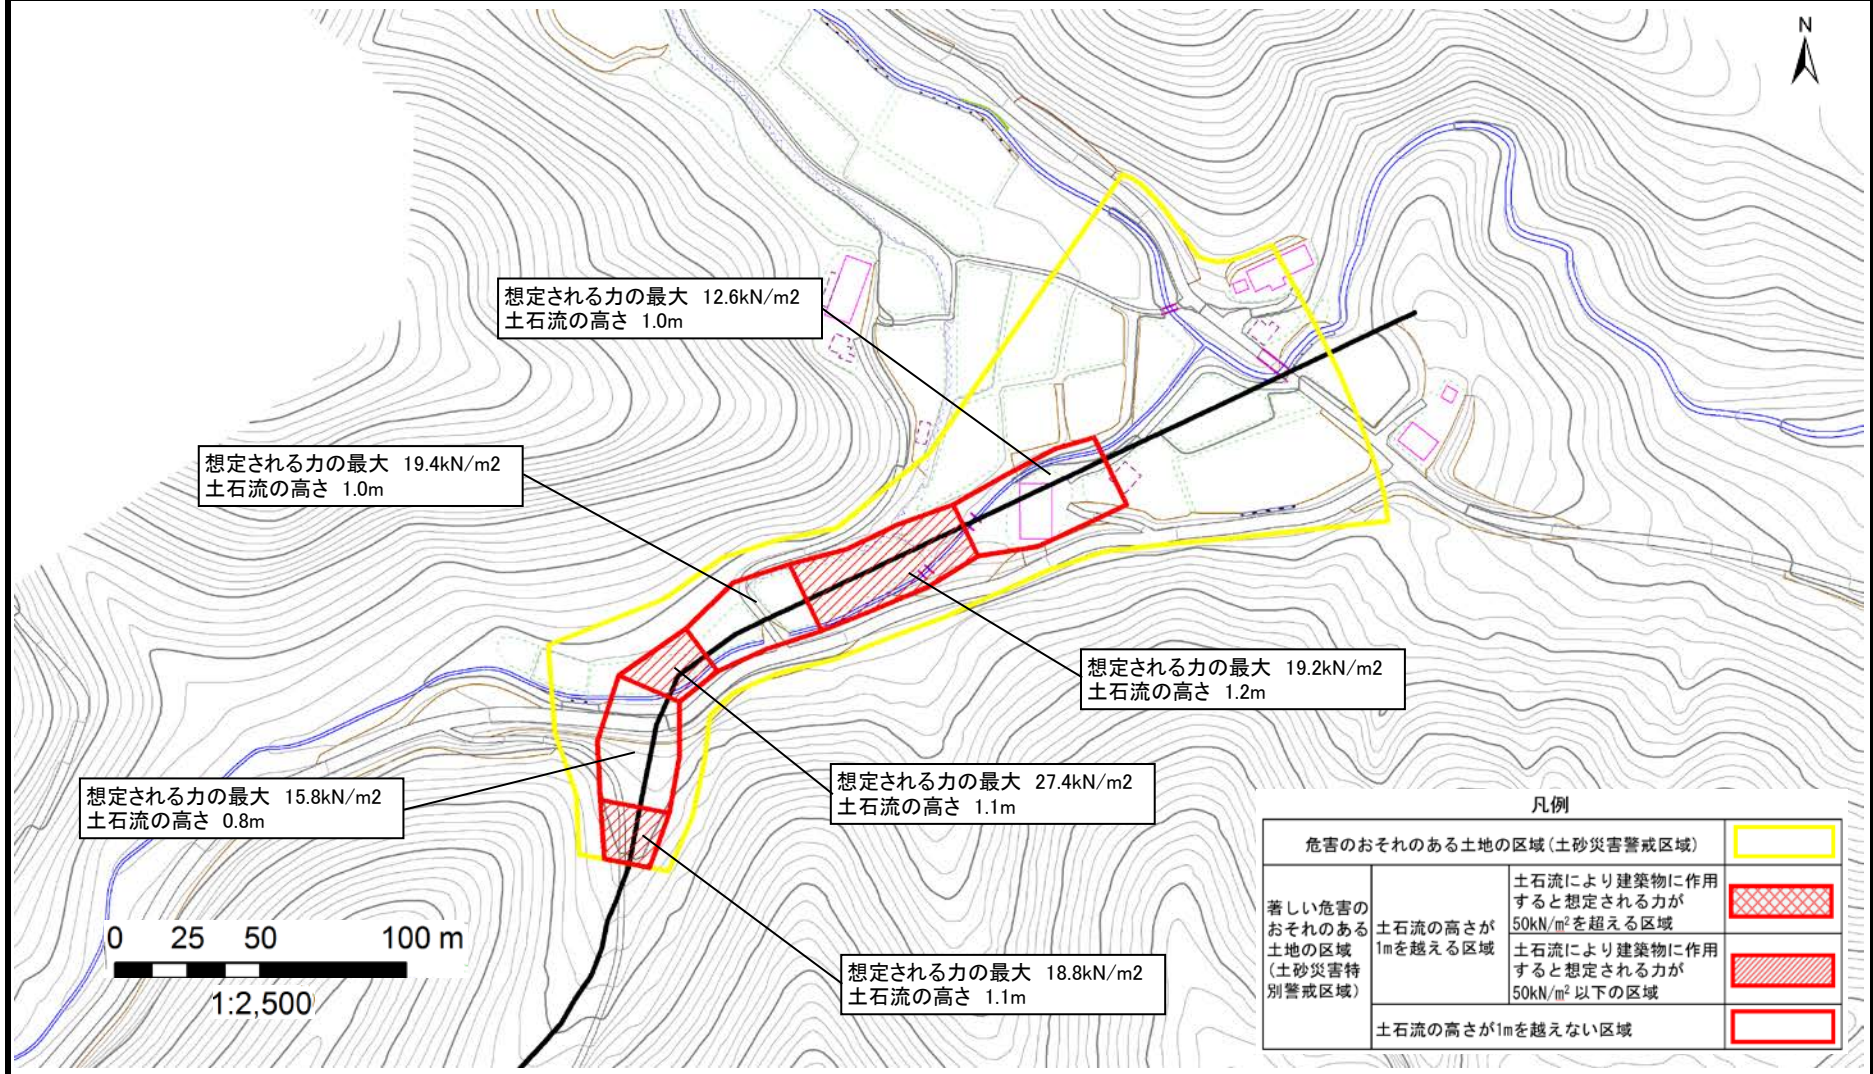 N
想定される力の最大 12.6kN/m2
土石流の高さ 1.0m
想定される力の最大 19.4kN/m2
土石流の高さ 1.0m
想定される力の最大 19.2kN/m2
土石流の高さ 1.2m
想定される力の最大 27.4kN/m2
土石流の高さ 1.1m
想定される力の最大 15.8kN/m2
土石流の高さ 0.8m
想定される力の最大 18.8kN/m2
土石流の高さ 1.1m
0 25 50 100 m
1:2,500
凡例
危害のおそれのある土地の区域(土砂災害警戒区域)
著しい危害の
おそれのある
土地の区域
(土砂災害特
別警戒区域)
土石流の高さが
1mを越える区域
土石流により建築物に作用
すると想定される力が
50kN/m²を超える区域
土石流により建築物に作用
すると想定される力が
50kN/m²以下の区域
土石流の高さが1mを越えない区域